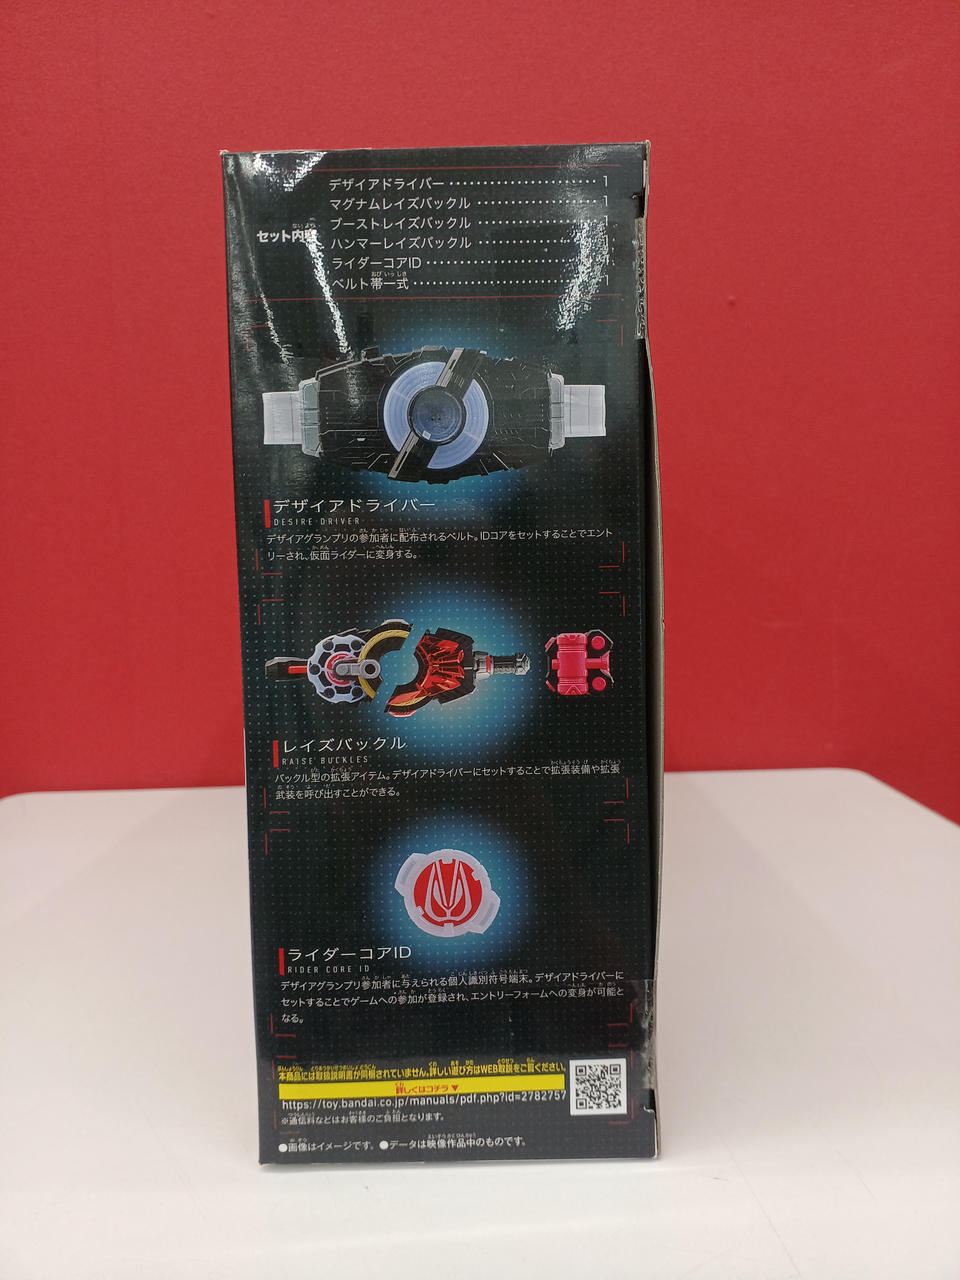 セット内容
デザイアドライバー 1
マグナムレイズバックル 1
ブーストレイズバックル 1
ハンマーレイズバックル 1
ライダーコアID 1
ベルト帯一式 1
デザイアドライバー
DESIRE DRIVER
デザイアグランプリの参加者に配布されるベルト。IDコアをセットすることでエント
リーされ、仮面ライダーに変身する。
レイズバックル
RAISE BUCKLES
バックル型の拡張アイテム。デザイアドライバーにセットすることで拡張装備や拡張
武装を呼び出すことができる。
ライダーコアID
RIDER CORE ID
デザイアグランプリ参加者に与えられる個人識別符号端末。デザイアドライバーに
セットすることでゲームへの参加が登録され、エントリーフォームへの変身が可能と
なる。
本商品には取扱説明書が同梱されていません。詳しい遊び方はWEB取説をご覧ください。
詳しくはコチラ▼
https://toy.bandai.co.jp/manuals/pdf.php?id=2782757
※通信料などはお客様のご負担となります。
●画像はイメージです。 ●データは映像作品中のものです。